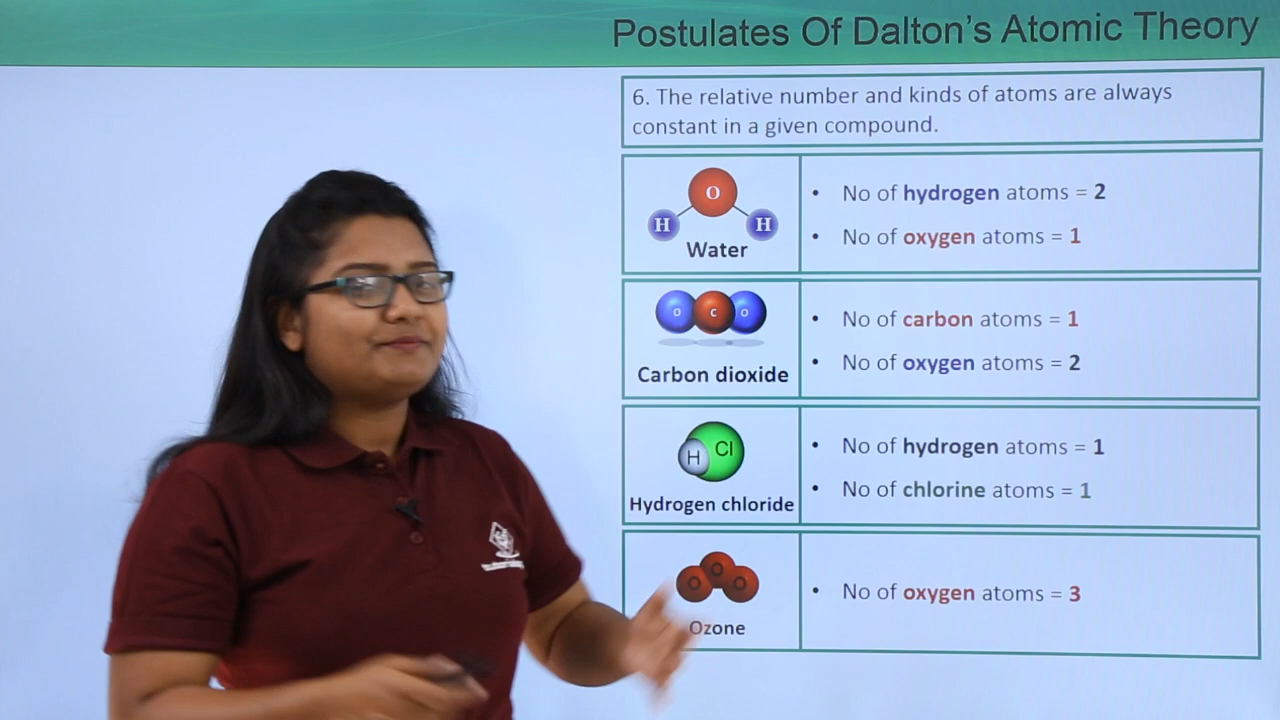 Postulates Of Dalton's Atomic Theory
6. The relative number and kinds of atoms are always
constant in a given compound.
O
H H
Water
• No of hydrogen atoms = 2
• No of oxygen atoms = 1
O C O
Carbon dioxide
• No of carbon atoms = 1
• No of oxygen atoms = 2
H Cl
Hydrogen chloride
• No of hydrogen atoms = 1
• No of chlorine atoms = 1
O O O
Ozone
• No of oxygen atoms = 3